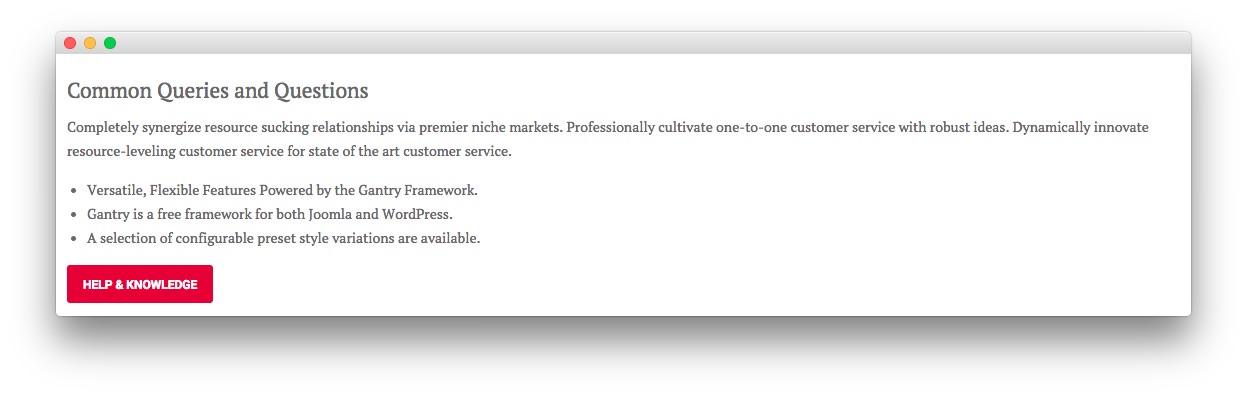 Common Queries and Questions
Completely synergize resource sucking relationships via premier niche markets. Professionally cultivate one-to-one customer service with robust ideas. Dynamically innovate
resource-leveling customer service for state of the art customer service.
• Versatile, Flexible Features Powered by the Gantry Framework.
• Gantry is a free framework for both Joomla and WordPress.
• A selection of configurable preset style variations are available.
HELP & KNOWLEDGE